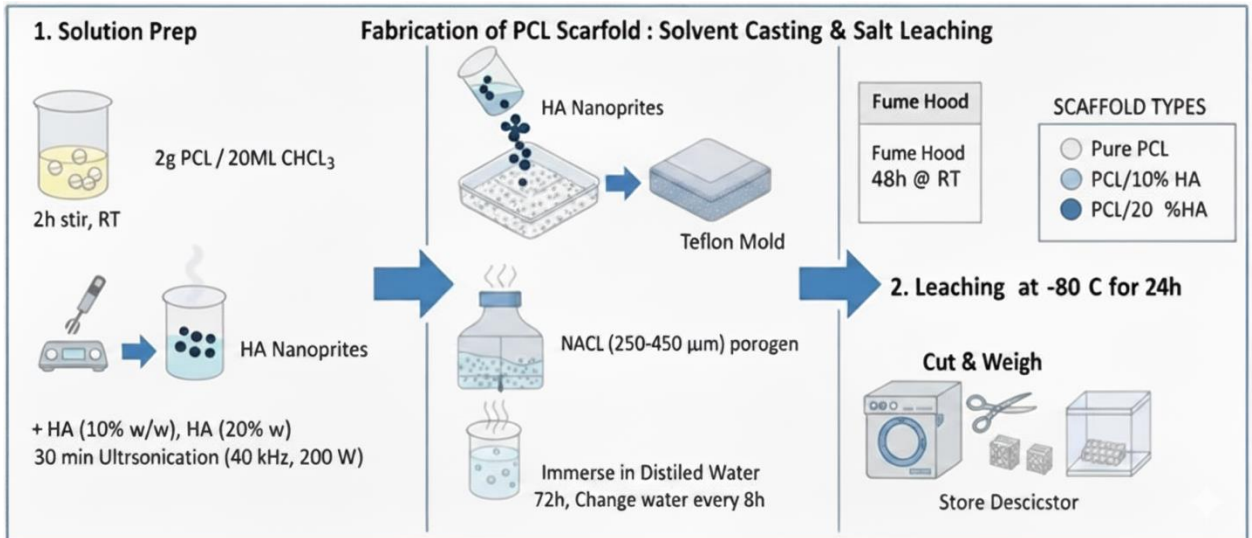 1. Solution Prep
Fabrication of PCL Scarfold : Solvent Casting & Salt Leaching
2g PCL / 20ML CHCL₃
2h stir, RT
HA Nanoprites
+ HA (10% w/w), HA (20% w)
30 min Ultrsonication (40 kHz, 200 W)
HA Nanoprites
Teflon Mold
NACL (250-450 μm) porogen
Immerse in Distiled Water
72h, Change water every 8h
Fume Hood
Fume Hood
48h @ RT
SCAFFOLD TYPES
Pure PCL
PCL/10% HA
PCL/20 %HA
2. Leaching at -80 C for 24h
Cut & Weigh
Store Descicstor